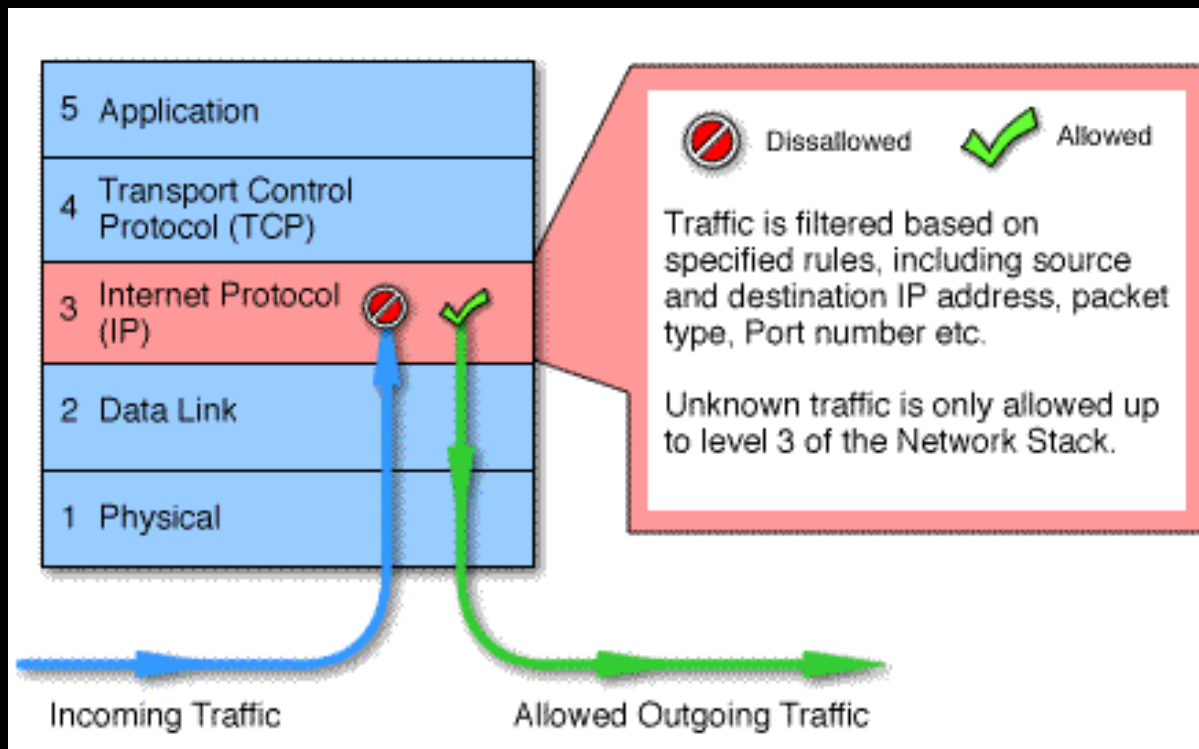 5 Application
4 Transport Control
Protocol (TCP)
3 Internet Protocol
(IP)
2 Data Link
1 Physical
Incoming Traffic
Allowed Outgoing Traffic
Dissallowed
Allowed
Traffic is filtered based on
specified rules, including source
and destination IP address, packet
type, Port number etc.
Unknown traffic is only allowed up
to level 3 of the Network Stack.